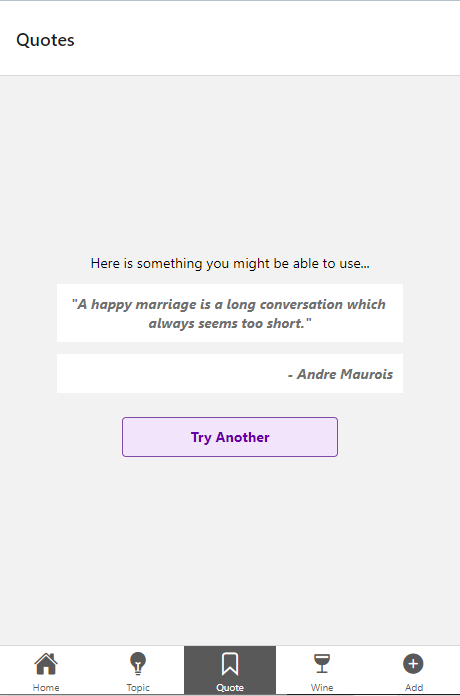 Quotes
Here is something you might be able to use...
"A happy marriage is a long conversation which
always seems too short."
- Andre Maurois
Try Another
Home
Topic
Quote
Wine
Add